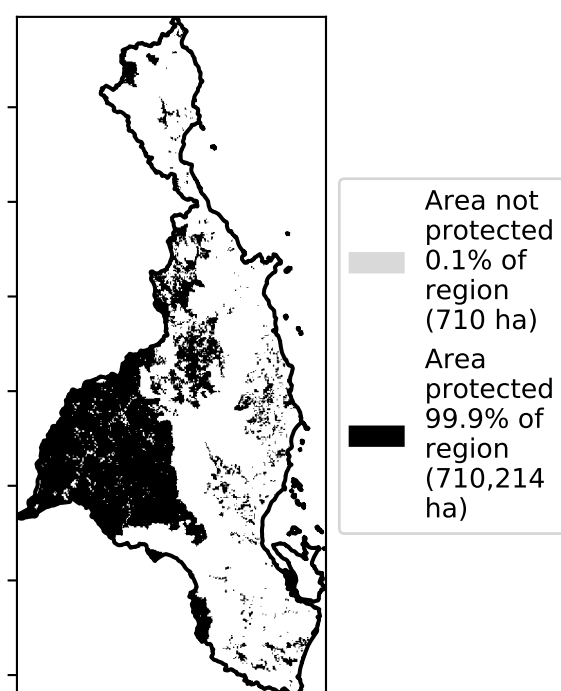 Area not
protected
0.1% of
region
(710 ha)
Area
protected
99.9% of
region
(710,214
ha)